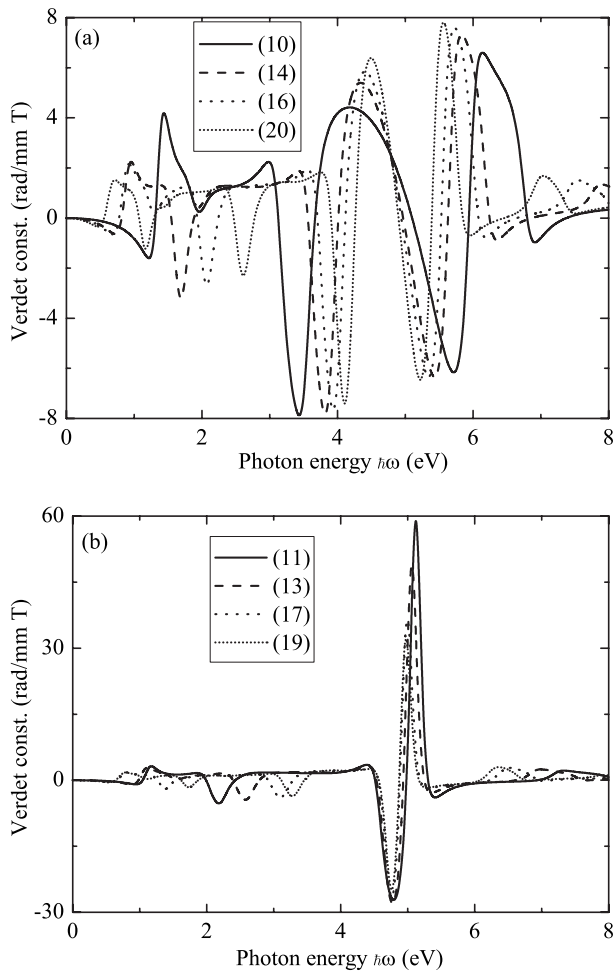 (a)
(10)
(14)
(16)
(20)
8
4
0
-4
-8
Verdet const. (rad/mm T)
0 2 4 6 8
Photon energy ℏω (eV)
(b)
(11)
(13)
(17)
(19)
60
30
0
-30
Verdet const. (rad/mm T)
0 2 4 6 8
Photon energy ℏω (eV)